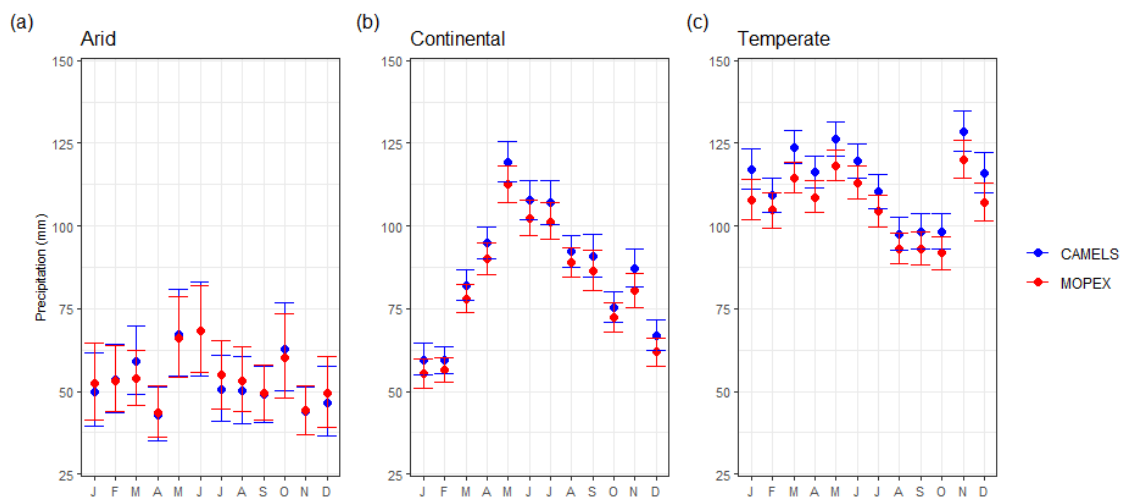 (a)
Arid
(b)
Continental
(c)
Temperate
Precipitation (mm)
150
125
100
75
50
25
J F M A M J J A S O N D
150
125
100
75
50
25
J F M A M J J A S O N D
150
125
100
75
50
25
J F M A M J J A S O N D
CAMELS
MOPEX